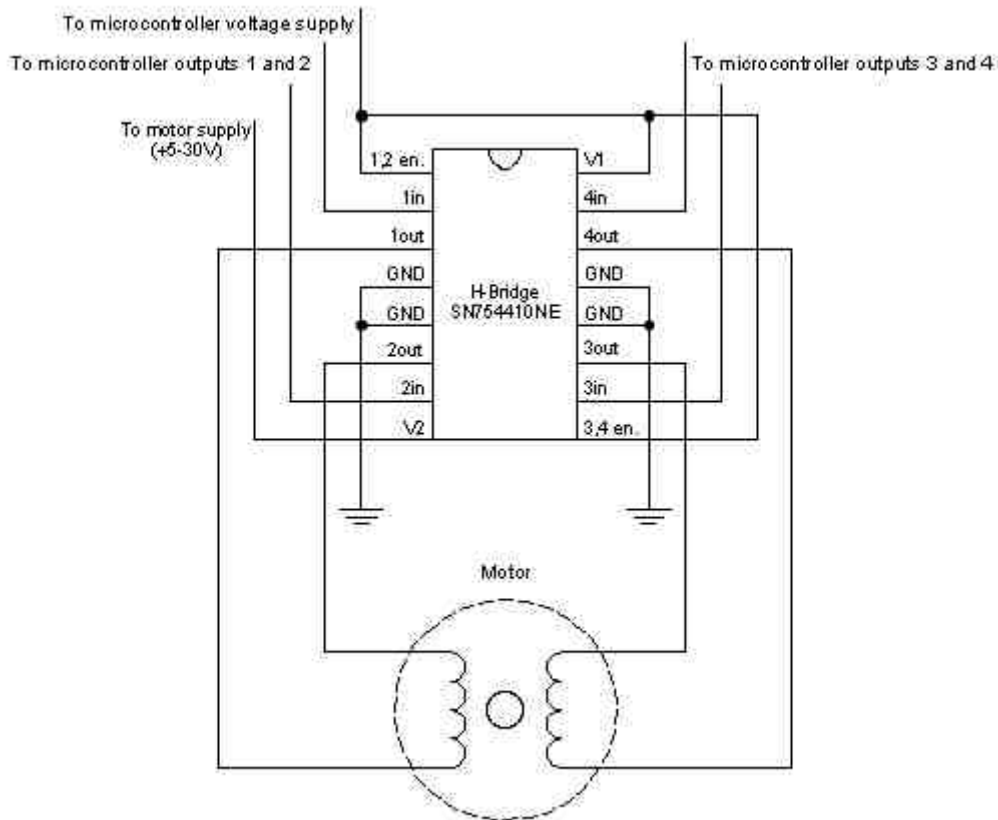 To microcontroller voltage supply
To microcontroller outputs 1 and 2
To microcontroller outputs 3 and 4
To motor supply
(+5-30V)
1,2 en.
V1
1in
4in
1out
4out
GND
GND
H-Bridge
SN754410NE
GND
GND
2out
3out
2in
3in
V2
3,4 en.
Motor